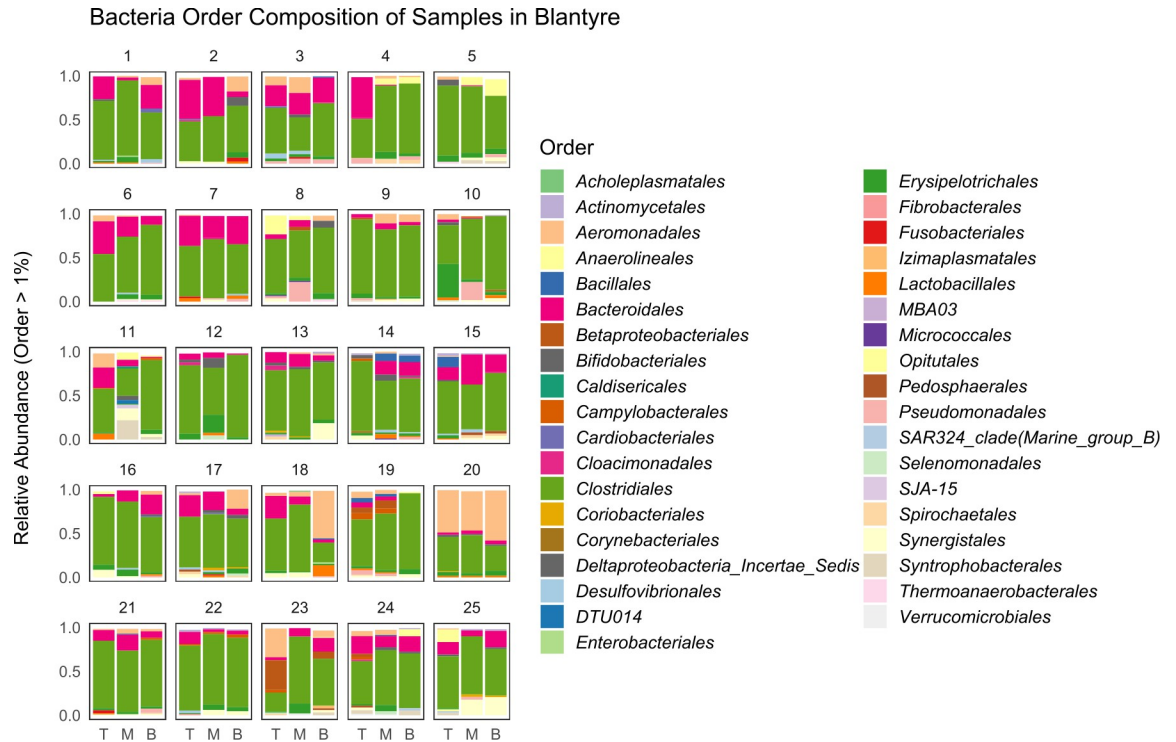 Bacteria Order Composition of Samples in Blantyre
Relative Abundance (Order > 1%)
1 2 3 4 5
1.0
0.5
0.0
6 7 8 9 10
1.0
0.5
0.0
11 12 13 14 15
1.0
0.5
0.0
16 17 18 19 20
1.0
0.5
0.0
21 22 23 24 25
1.0
0.5
0.0
T M B T M B T M B T M B T M B
Order
Acholeplasmatales
Actinomycetales
Aeromonadales
Anaerolineales
Bacillales
Bacteroidales
Betaproteobacteriales
Bifidobacteriales
Caldisericales
Campylobacterales
Cardiobacteriales
Cloacimonadales
Clostridiales
Coriobacteriales
Corynebacteriales
Deltaproteobacteria_Incertae_Sedis
Desulfovibrionales
DTU014
Enterobacteriales
Erysipelotrichales
Fibrobacterales
Fusobacteriales
Izimaplasmatales
Lactobacillales
MBA03
Micrococcales
Opitutales
Pedosphaerales
Pseudomonadales
SAR324_clade(Marine_group_B)
Selenomonadales
SJA-15
Spirochaetales
Synergistales
Syntrophobacterales
Thermoanaerobacterales
Verrucomicrobiales